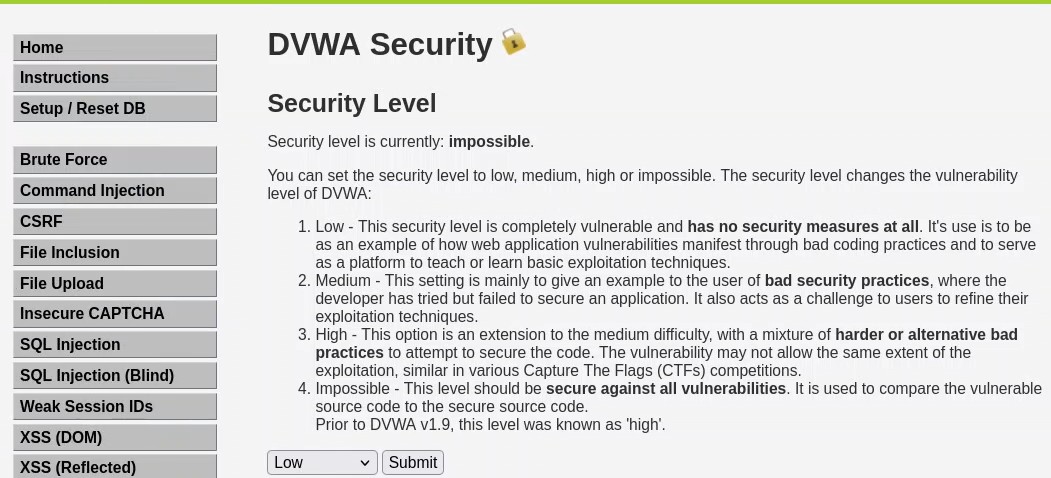 Home
Instructions
Setup / Reset DB
Brute Force
Command Injection
CSRF
File Inclusion
File Upload
Insecure CAPTCHA
SQL Injection
SQL Injection (Blind)
Weak Session IDs
XSS (DOM)
XSS (Reflected)
DVWA Security
Security Level
Security level is currently: impossible.
You can set the security level to low, medium, high or impossible. The security level changes the vulnerability
level of DVWA:
1. Low - This security level is completely vulnerable and has no security measures at all. It's use is to be
as an example of how web application vulnerabilities manifest through bad coding practices and to serve
as a platform to teach or learn basic exploitation techniques.
2. Medium - This setting is mainly to give an example to the user of bad security practices, where the
developer has tried but failed to secure an application. It also acts as a challenge to users to refine their
exploitation techniques.
3. High - This option is an extension to the medium difficulty, with a mixture of harder or alternative bad
practices to attempt to secure the code. The vulnerability may not allow the same extent of the
exploitation, similar in various Capture The Flags (CTFs) competitions.
4. Impossible - This level should be secure against all vulnerabilities. It is used to compare the vulnerable
source code to the secure source code.
Prior to DVWA v1.9, this level was known as 'high'.
Low Submit